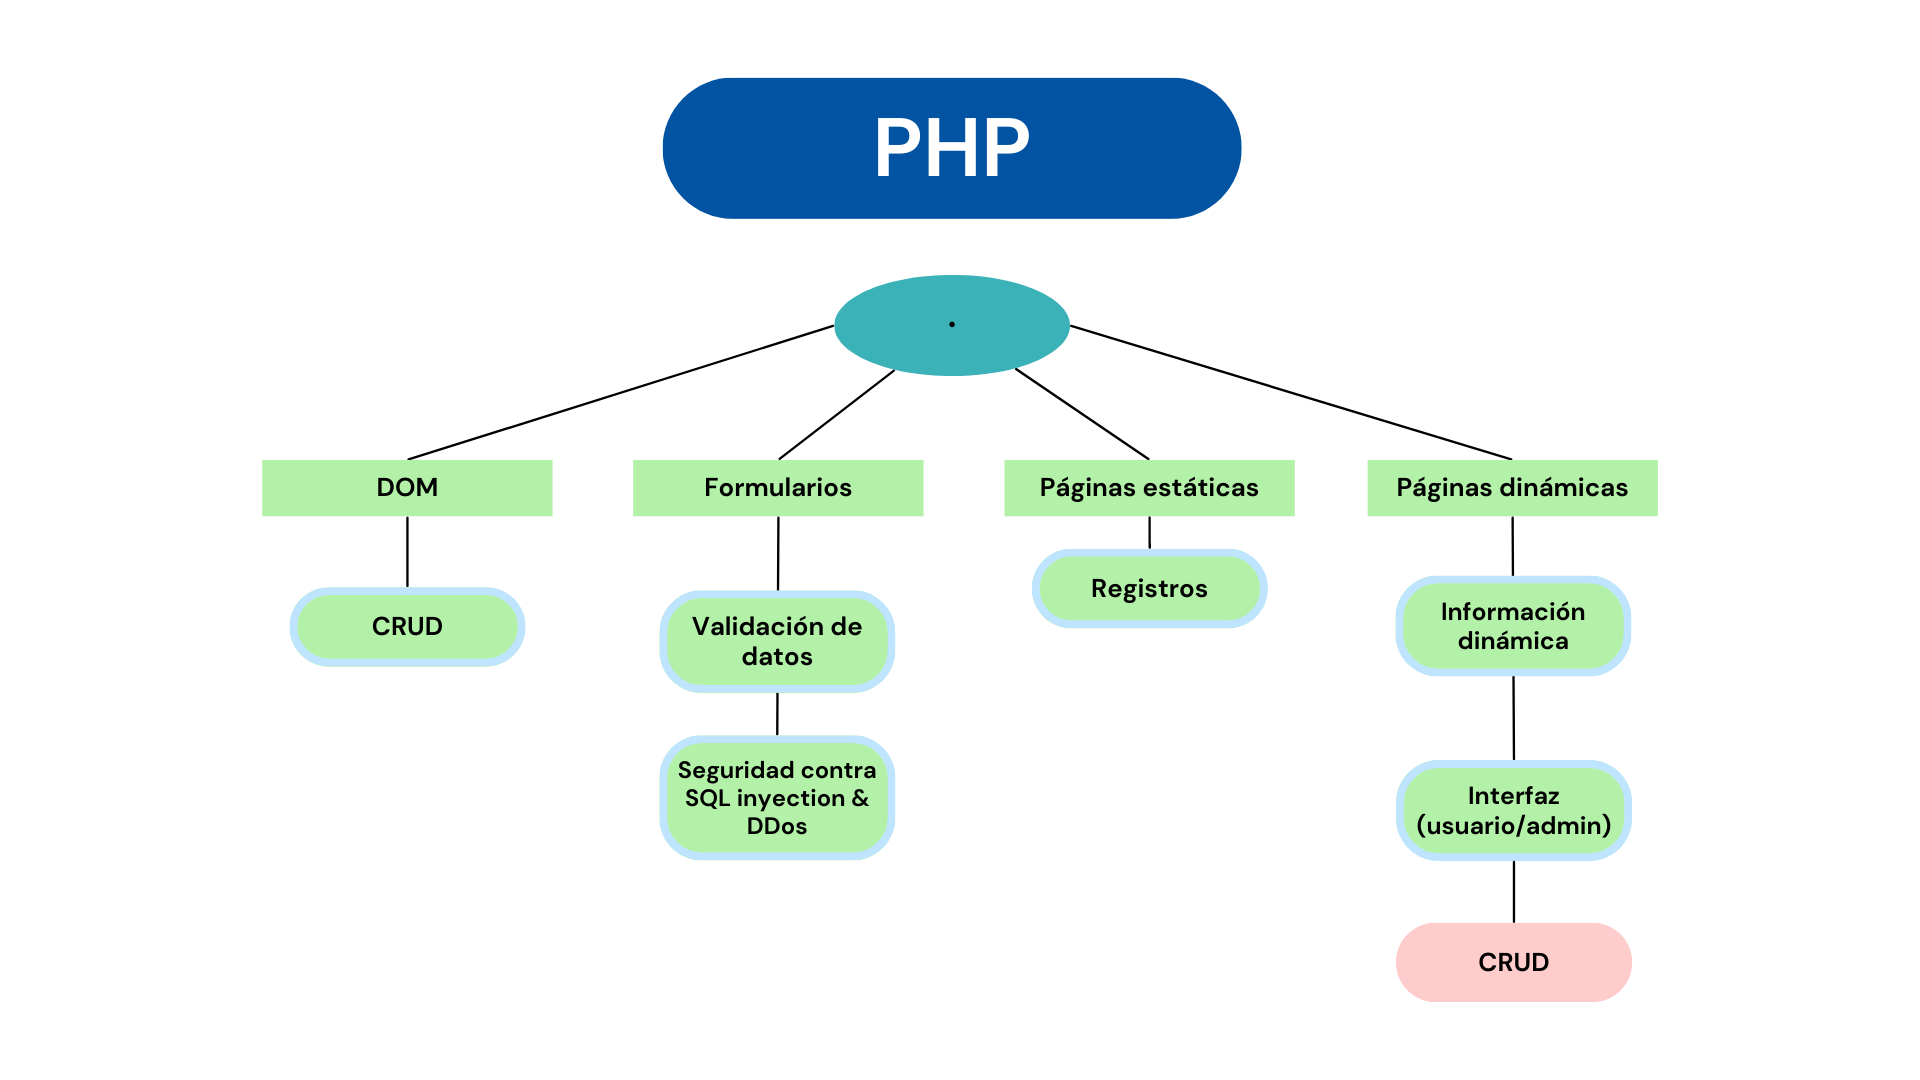 PHP
.
DOM
Formularios
Páginas estáticas
Páginas dinámicas
CRUD
Validación de
datos
Seguridad contra
SQL inyection &
DDos
Registros
Información
dinámica
Interfaz
(usuario/admin)
CRUD